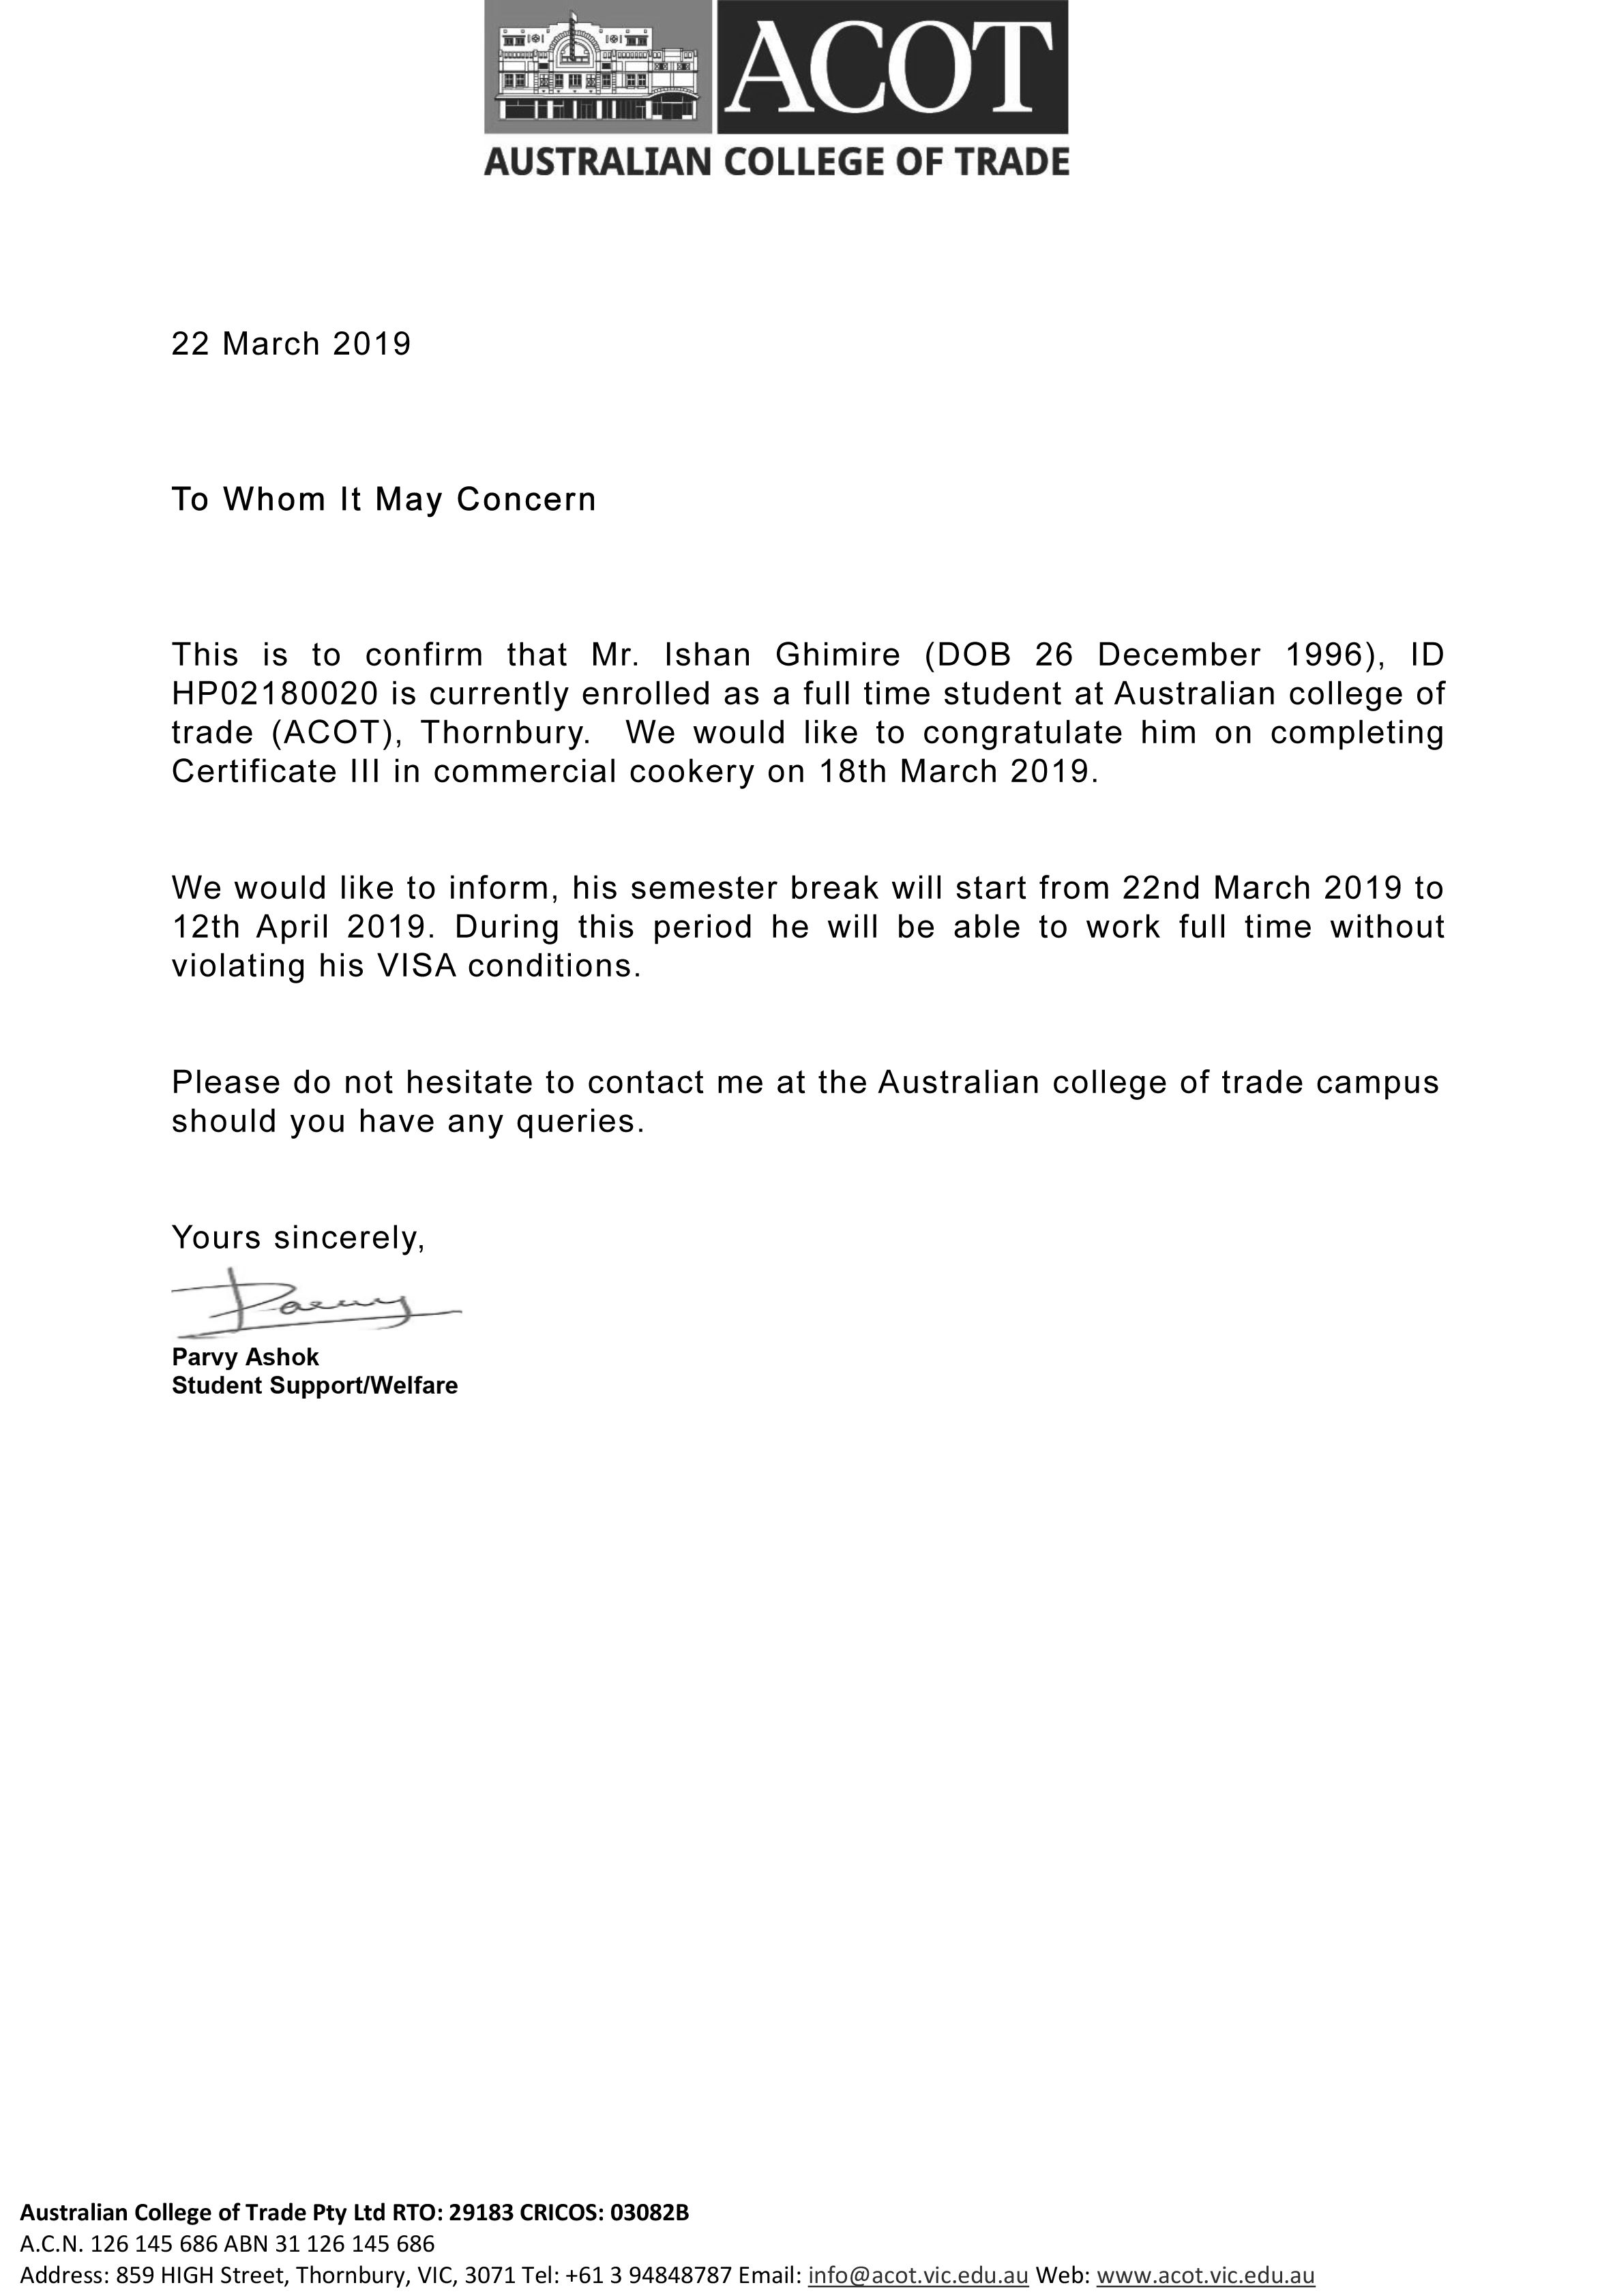 ACOT
AUSTRALIAN COLLEGE OF TRADE
22 March 2019
To Whom It May Concern
This is to confirm that Mr. Ishan Ghimire (DOB 26 December 1996), ID
HP02180020 is currently enrolled as a full time student at Australian college of
trade (ACOT), Thornbury. We would like to congratulate him on completing
Certificate III in commercial cookery on 18th March 2019.
We would like to inform, his semester break will start from 22nd March 2019 to
12th April 2019. During this period he will be able to work full time without
violating his VISA conditions.
Please do not hesitate to contact me at the Australian college of trade campus
should you have any queries.
Yours sincerely,
Parvy
Parvy Ashok
Student Support/Welfare
Australian College of Trade Pty Ltd RTO: 29183 CRICOS: 03082B
A.C.N. 126 145 686 ABN 31 126 145 686
Address: 859 HIGH Street, Thornbury, VIC, 3071 Tel: +61 3 94848787 Email: info@acot.vic.edu.au Web: www.acot.vic.edu.au